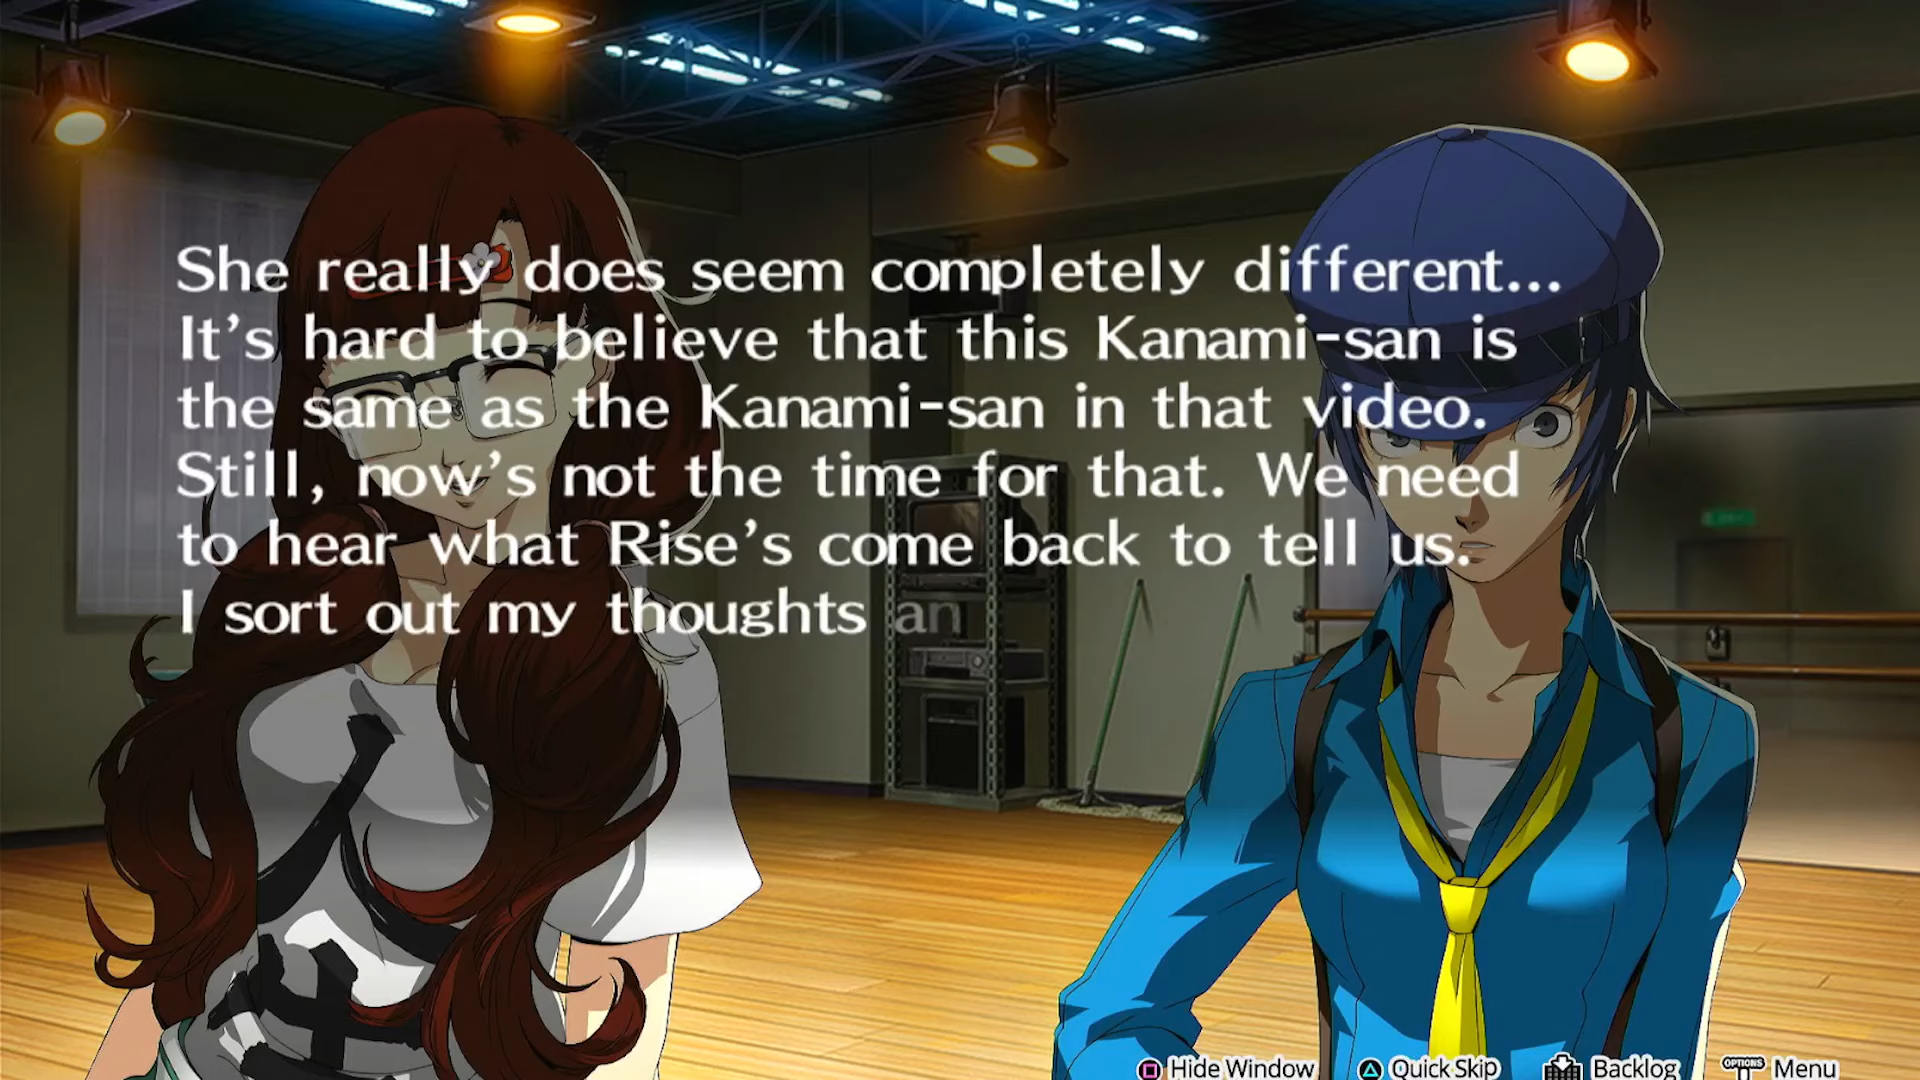 She really does seem completely different...
It's hard to believe that this Kanami-san is
the same as the Kanami-san in that video.
Still, now's not the time for that. We need
to hear what Rise's come back to tell us.
I sort out my thoughts an
Hide Window Quick Skip Backlog OPTIONS Menu